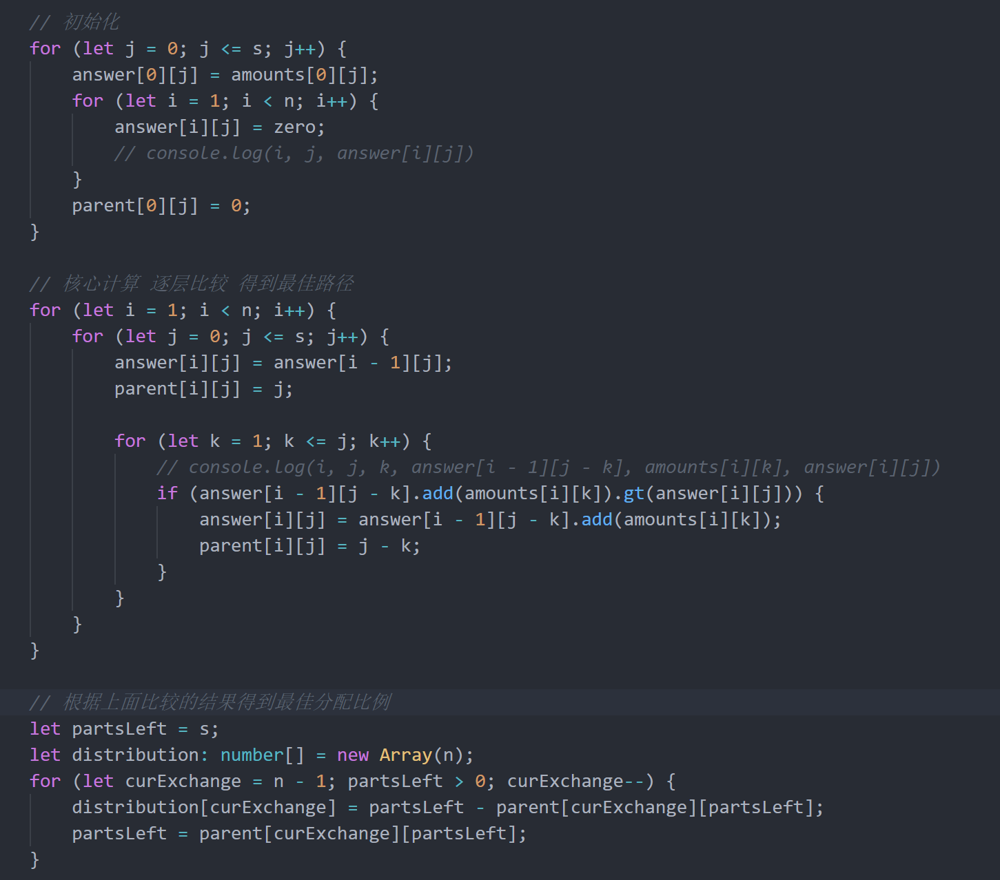 // 初始化
for (let j = 0; j <= s; j++) {
    answer[0][j] = amounts[0][j];
    for (let i = 1; i < n; i++) {
        answer[i][j] = zero;
        // console.log(i, j, answer[i][j])
    }
    parent[0][j] = 0;
}
// 核心计算 逐层比较 得到最佳路径
for (let i = 1; i < n; i++) {
    for (let j = 0; j <= s; j++) {
        answer[i][j] = answer[i - 1][j];
        parent[i][j] = j;
        for (let k = 1; k <= j; k++) {
            // console.log(i, j, k, answer[i - 1][j - k], amounts[i][k], answer[i][j])
            if (answer[i - 1][j - k].add(amounts[i][k]).gt(answer[i][j])) {
                answer[i][j] = answer[i - 1][j - k].add(amounts[i][k]);
                parent[i][j] = j - k;
            }
        }
    }
}
// 根据上面比较的结果得到最佳分配比例
let partsLeft = s;
let distribution: number[] = new Array(n);
for (let curExchange = n - 1; partsLeft > 0; curExchange--) {
    distribution[curExchange] = partsLeft - parent[curExchange][partsLeft];
    partsLeft = parent[curExchange][partsLeft];
}